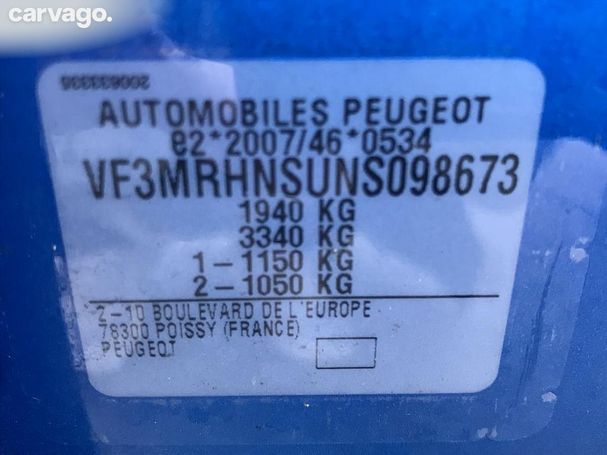 carvago.
2006333335
AUTOMOBILES PEUGEOT
e2*2007/46*0534
VF3MRHNSUNS098673
1940 KG
3340 KG
1-1150 KG
2-1050 KG
2-10 BOULEVARD DE L'EUROPE
78300 POISSY (FRANCE)
PEUGEOT